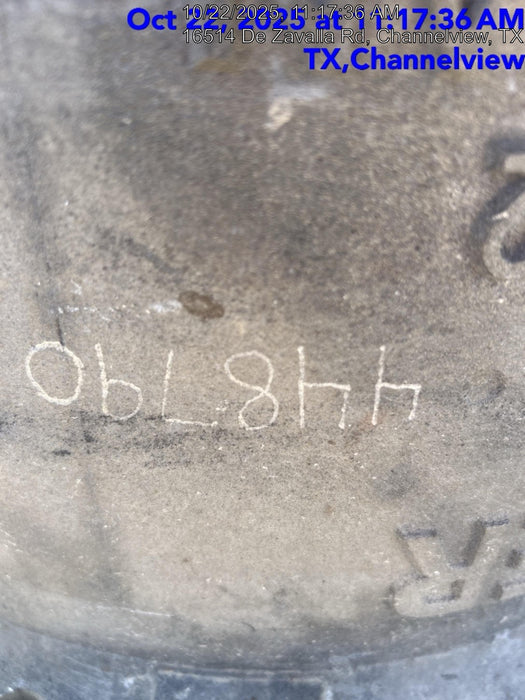 Oct 22, 2025 at 11:17:36 AM
10/22/2025, 11:17:36 AM
16514 De Zavalla Rd, Channelview, TX
TX,Channelview
448790